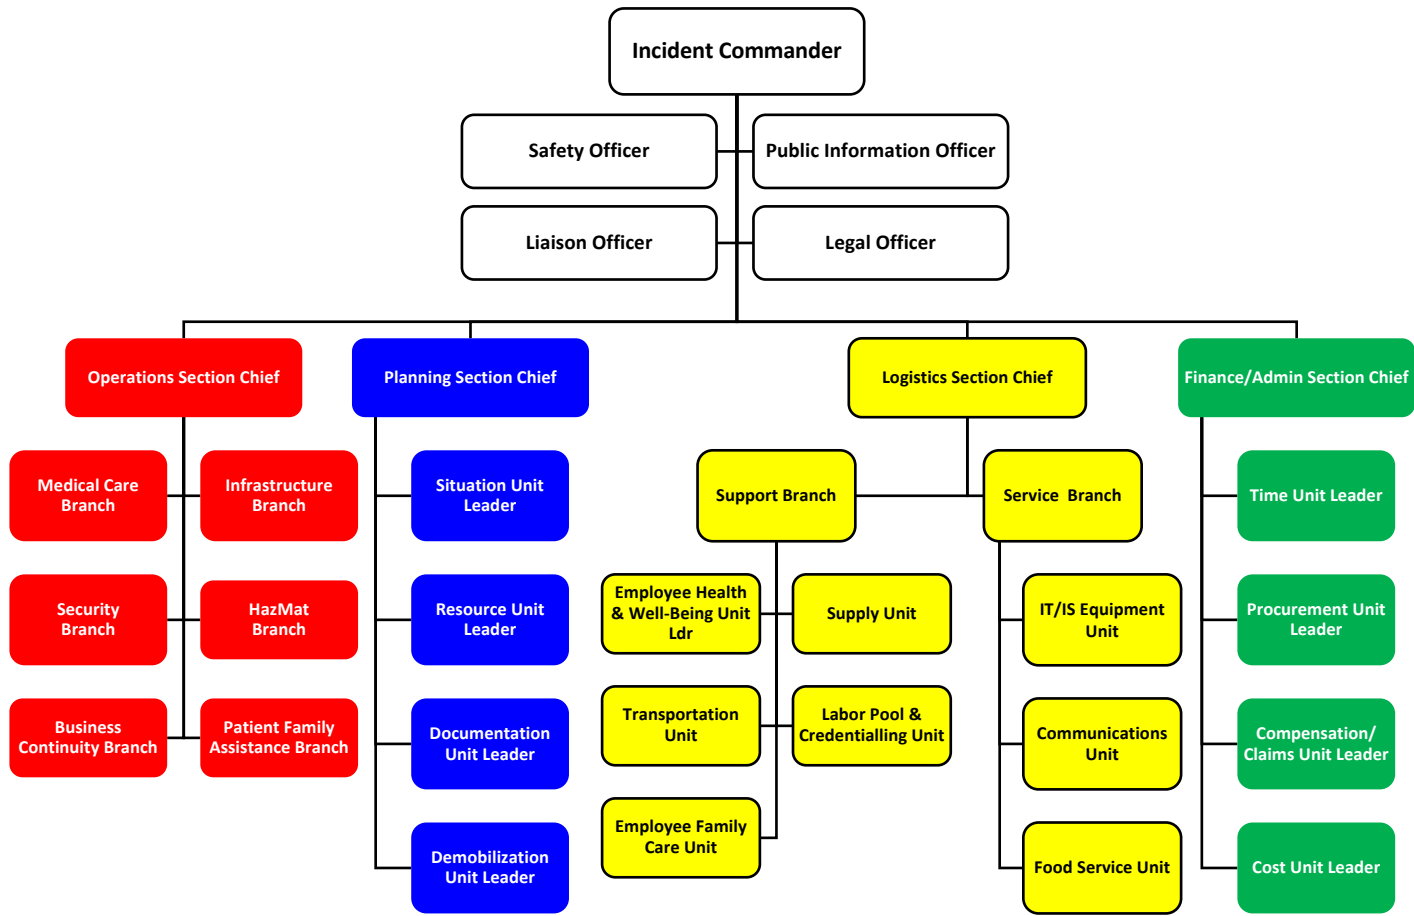 Incident Commander
Safety Officer
Public Information Officer
Liaison Officer
Legal Officer
Operations Section Chief
Planning Section Chief
Logistics Section Chief
Finance/Admin Section Chief
Medical Care
Branch
Infrastructure
Branch
Security
Branch
HazMat
Branch
Business
Continuity Branch
Patient Family
Assistance Branch
Situation Unit
Leader
Resource Unit
Leader
Documentation
Unit Leader
Demobilization
Unit Leader
Support Branch
Service Branch
Employee Health
& Well-Being Unit
Ldr
Supply Unit
Transportation
Unit
Labor Pool &
Credentialling Unit
Employee Family
Care Unit
IT/IS Equipment
Unit
Communications
Unit
Food Service Unit
Time Unit Leader
Procurement Unit
Leader
Compensation/
Claims Unit Leader
Cost Unit Leader